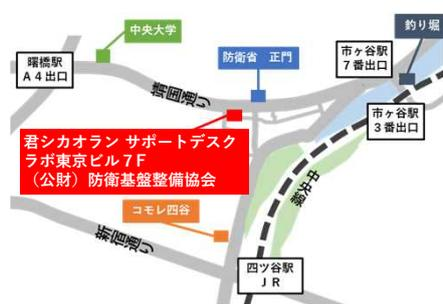 中央大学
釣り堀
曙橋駅
A４出口
防衛省 正門
市ヶ谷駅
７番出口
靖国通り
市ヶ谷駅
３番出口
君シカオラン サポートデスク
ラポ東京ビル７F
（公財）防衛基盤整備協会
中央線
コモレ四谷
新宿通り
四ツ谷駅
ＪＲ